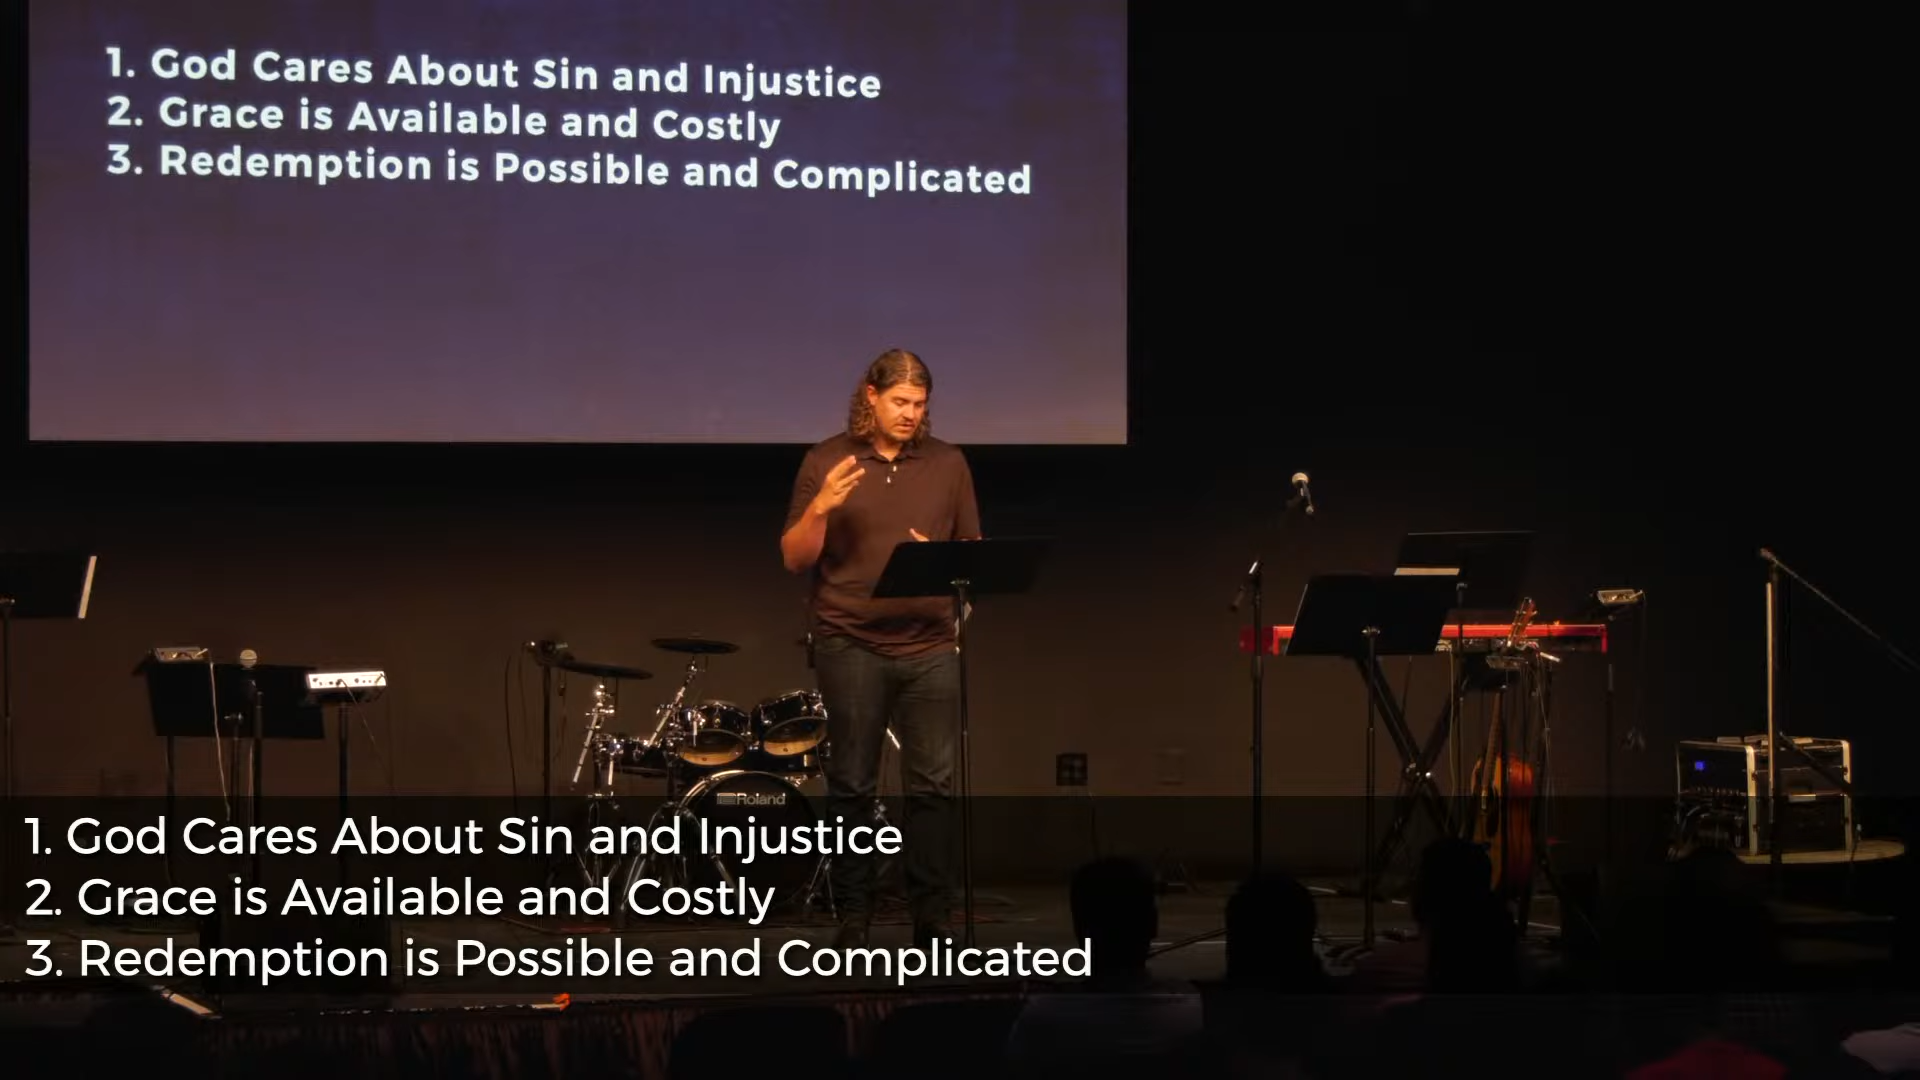 1. God Cares About Sin and Injustice
2. Grace is Available and Costly
3. Redemption is Possible and Complicated
Roland
1. God Cares About Sin and Injustice
2. Grace is Available and Costly
3. Redemption is Possible and Complicated